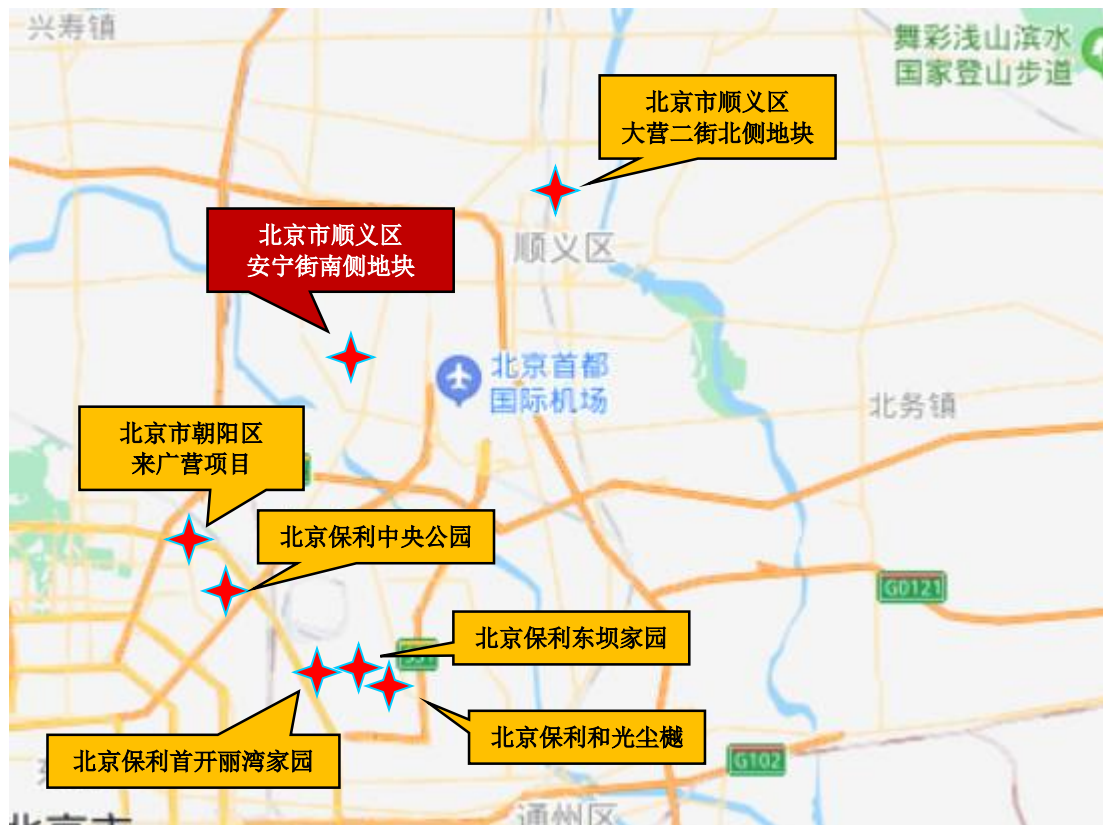 兴寿镇
舞彩浅山滨水
国家登山步道
北京市顺义区
大营二街北侧地块
北京市顺义区
安宁街南侧地块
顺义区
北京首都
国际机场
北务镇
北京市朝阳区
来广营项目
北京保利中央公园
G0121
北京保利东坝家园
北京保利和光尘樾
北京保利首开丽湾家园
G102
通州区
北京市